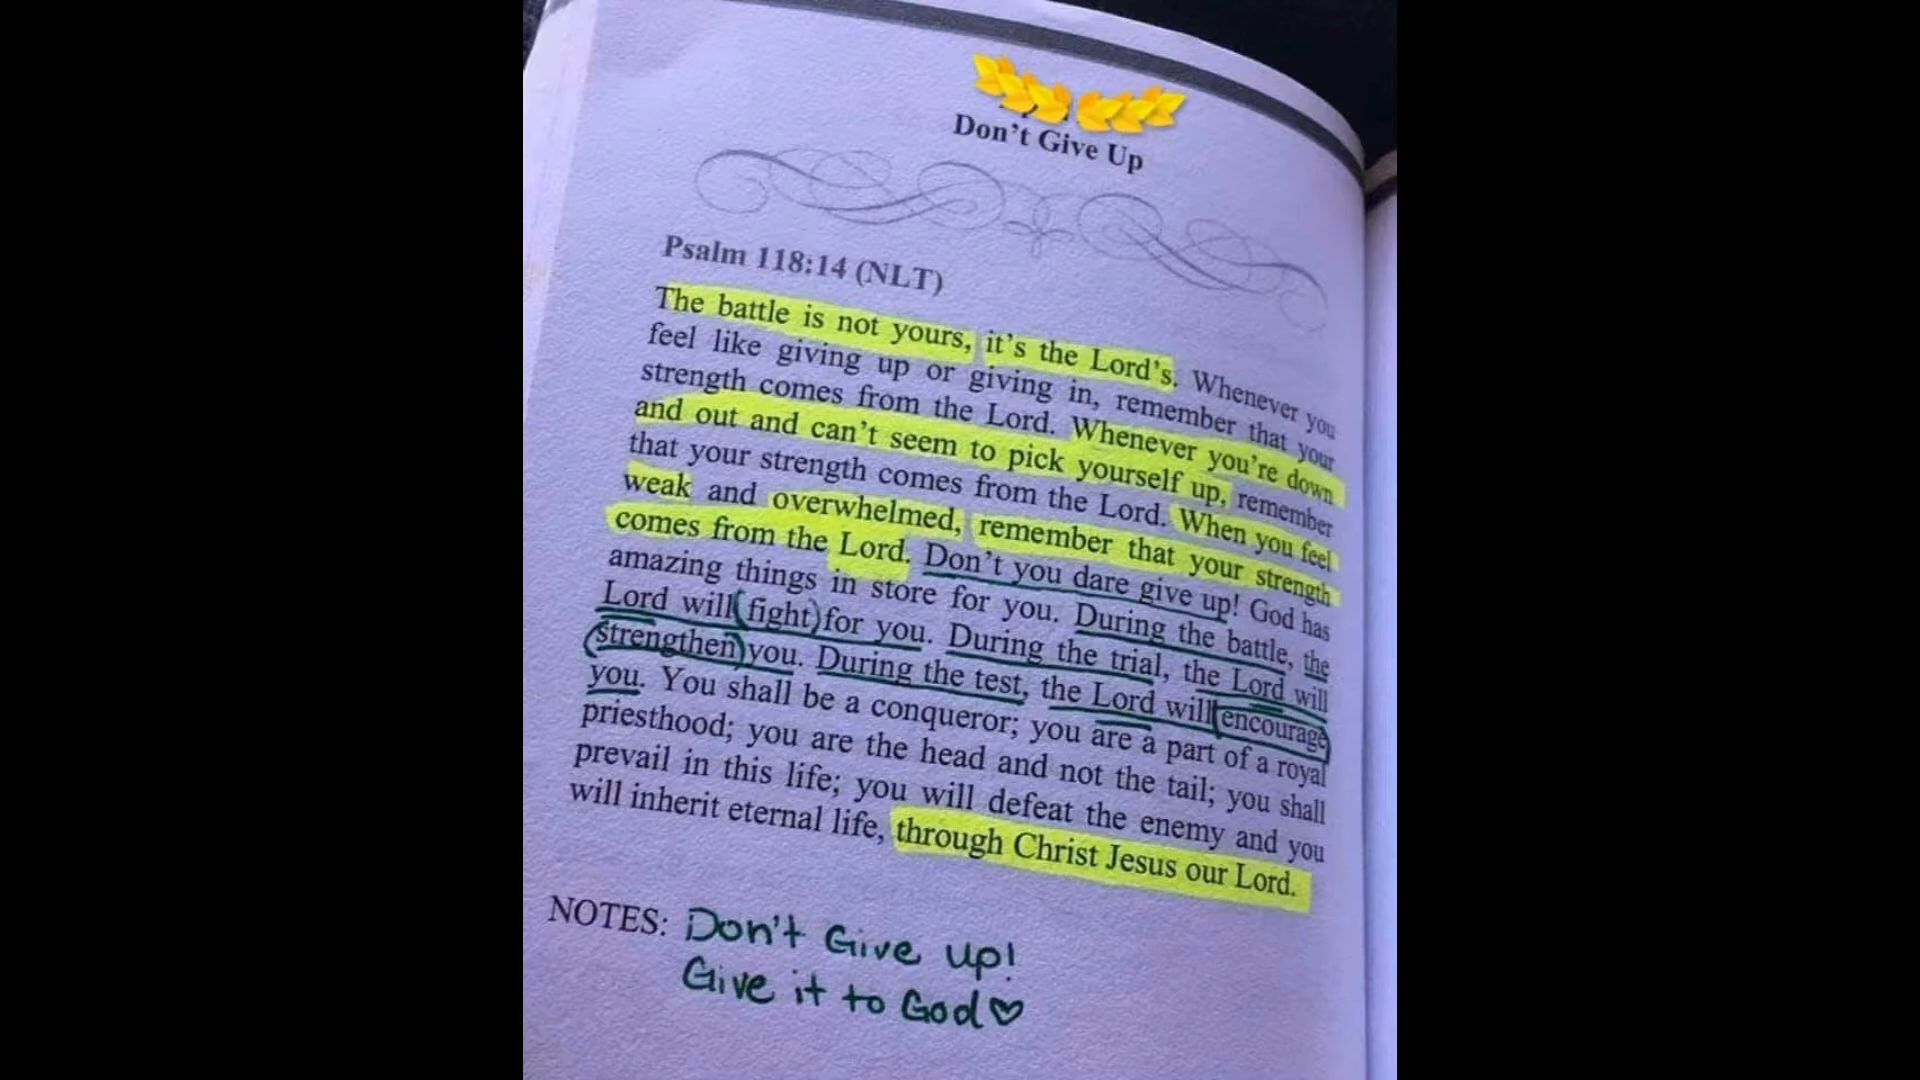 Don't Give Up
Psalm 118:14 (NLT)
The battle is not yours, it's the Lord's. Whenever you
feel like giving up or giving in, remember that your
strength comes from the Lord. Whenever you're down
and out and can't seem to pick yourself up, remember
that your strength comes from the Lord. When you feel
weak and overwhelmed, remember that your strength
comes from the Lord. Don't you dare give up! God has
amazing things in store for you. During the battle, the
Lord will fight for you. During the trial, the Lord will
strengthen you. During the test, the Lord will encourage
you. You shall be a conqueror; you are a part of a royal
priesthood; you are the head and not the tail; you shall
prevail in this life; you will defeat the enemy and you
will inherit eternal life, through Christ Jesus our Lord.
NOTES: Don't Give up!
Give it to God